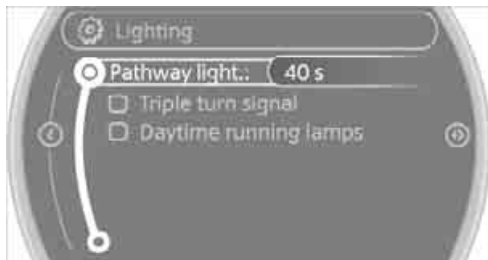 Lighting
Pathway light.: 40 s
Triple turn signal
Daytime running lamps